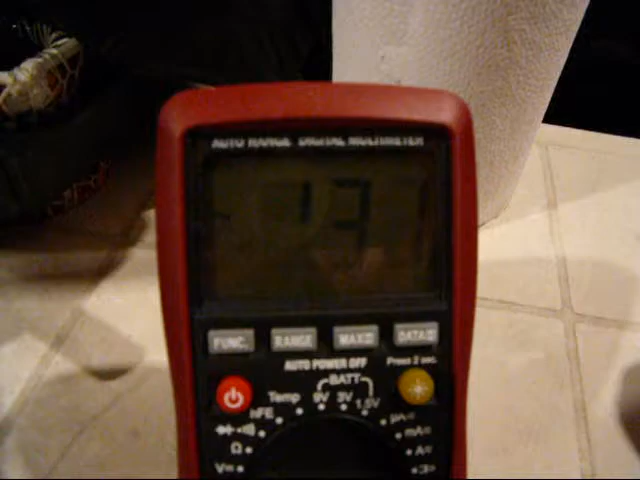 AUTO RANGE DIGITAL MULTIMETER
FUNC. RANGE MAX DATA
AUTO POWER OFF Press 2 sec.
BATT
Temp 9V 3V 1.5V
hFE µA=
mA=
Ω A=
V=